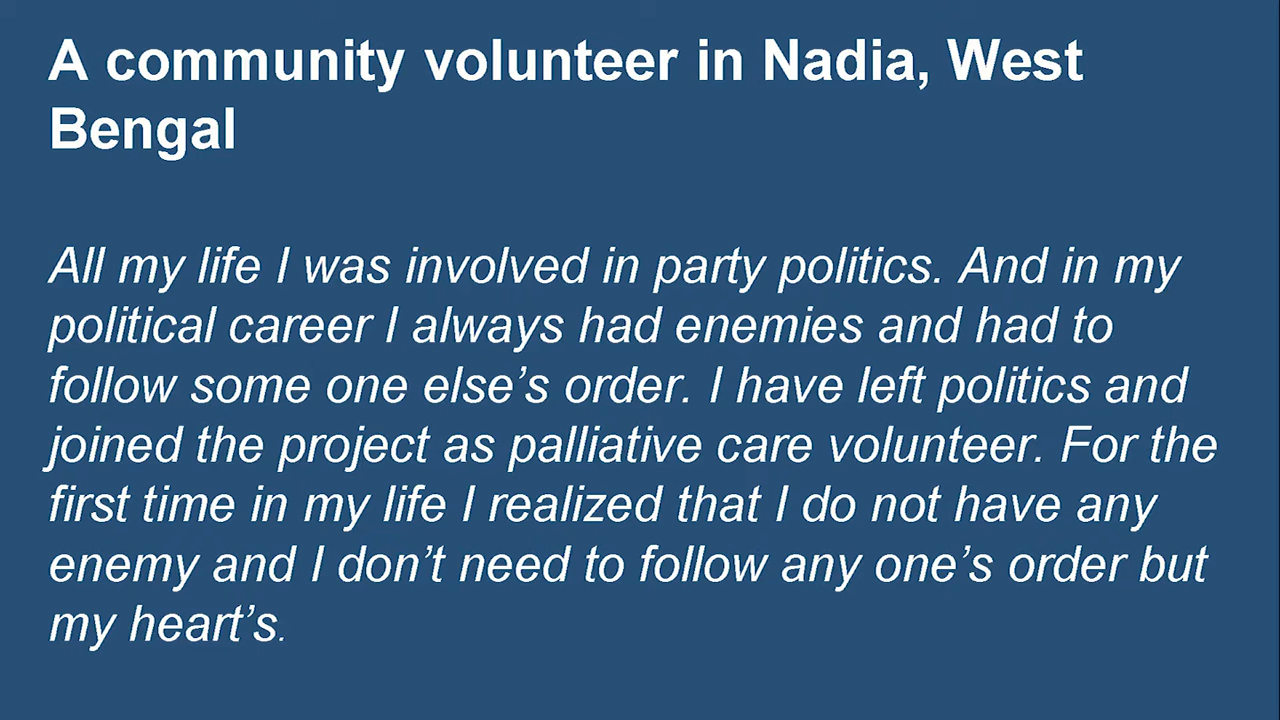 A community volunteer in Nadia, West
Bengal
All my life I was involved in party politics. And in my
political career I always had enemies and had to
follow some one else’s order. I have left politics and
joined the project as palliative care volunteer. For the
first time in my life I realized that I do not have any
enemy and I don’t need to follow any one’s order but
my heart’s.